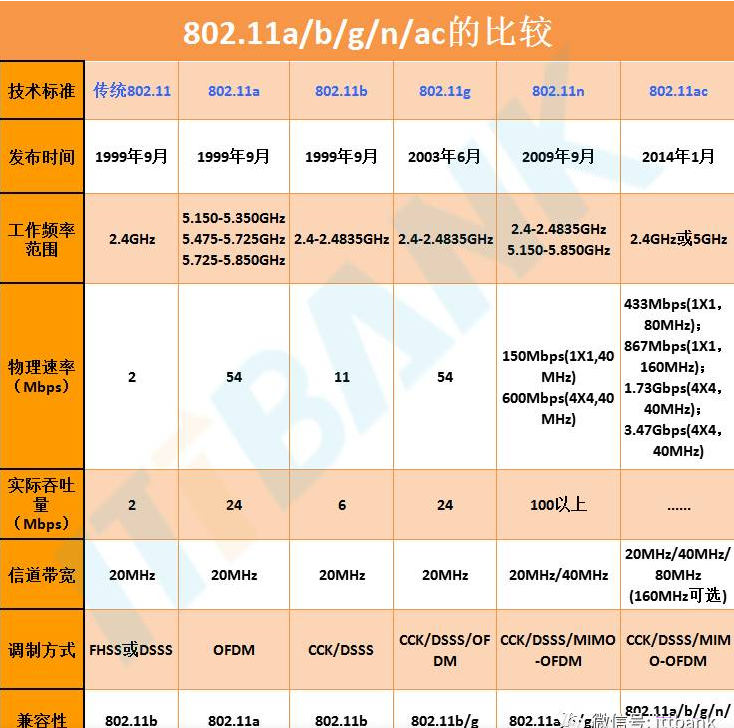 802.11a/b/g/n/ac的比较
技术标准 传统802.11 802.11a 802.11b 802.11g 802.11n 802.11ac
发布时间 1999年9月 1999年9月 1999年9月 2003年6月 2009年9月 2014年1月
工作频率
范围
2.4GHz
5.150-5.350GHz
5.475-5.725GHz
5.725-5.850GHz
2.4-2.4835GHz
2.4-2.4835GHz
2.4-2.4835GHz
5.150-5.850GHz
2.4GHz或5GHz
物理速率
（Mbps）
2
54
11
54
150Mbps(1X1,40
MHz)
600Mbps(4X4,40
MHz)
433Mbps(1X1,
80MHz)；
867Mbps(1X1,
160MHz)；
1.73Gbps(4X4,
40MHz)；
3.47Gbps(4X4,
40MHz)
实际吞吐
量
（Mbps）
2
24
6
24
100以上
......
信道带宽
20MHz
20MHz
20MHz
20MHz
20MHz/40MHz
20MHz/40MHz/
80MHz
(160MHz可选)
调制方式
FHSS或DSSS
OFDM
CCK/DSSS
CCK/DSSS/OF
DM
CCK/DSSS/MIMO
-OFDM
CCK/DSSS/MIM
O-OFDM
兼容性
802.11b
802.11a
802.11b
802.11b/g
802.11a/
802.11a/b/g/n/
微信号: ittbank
ITTBANK